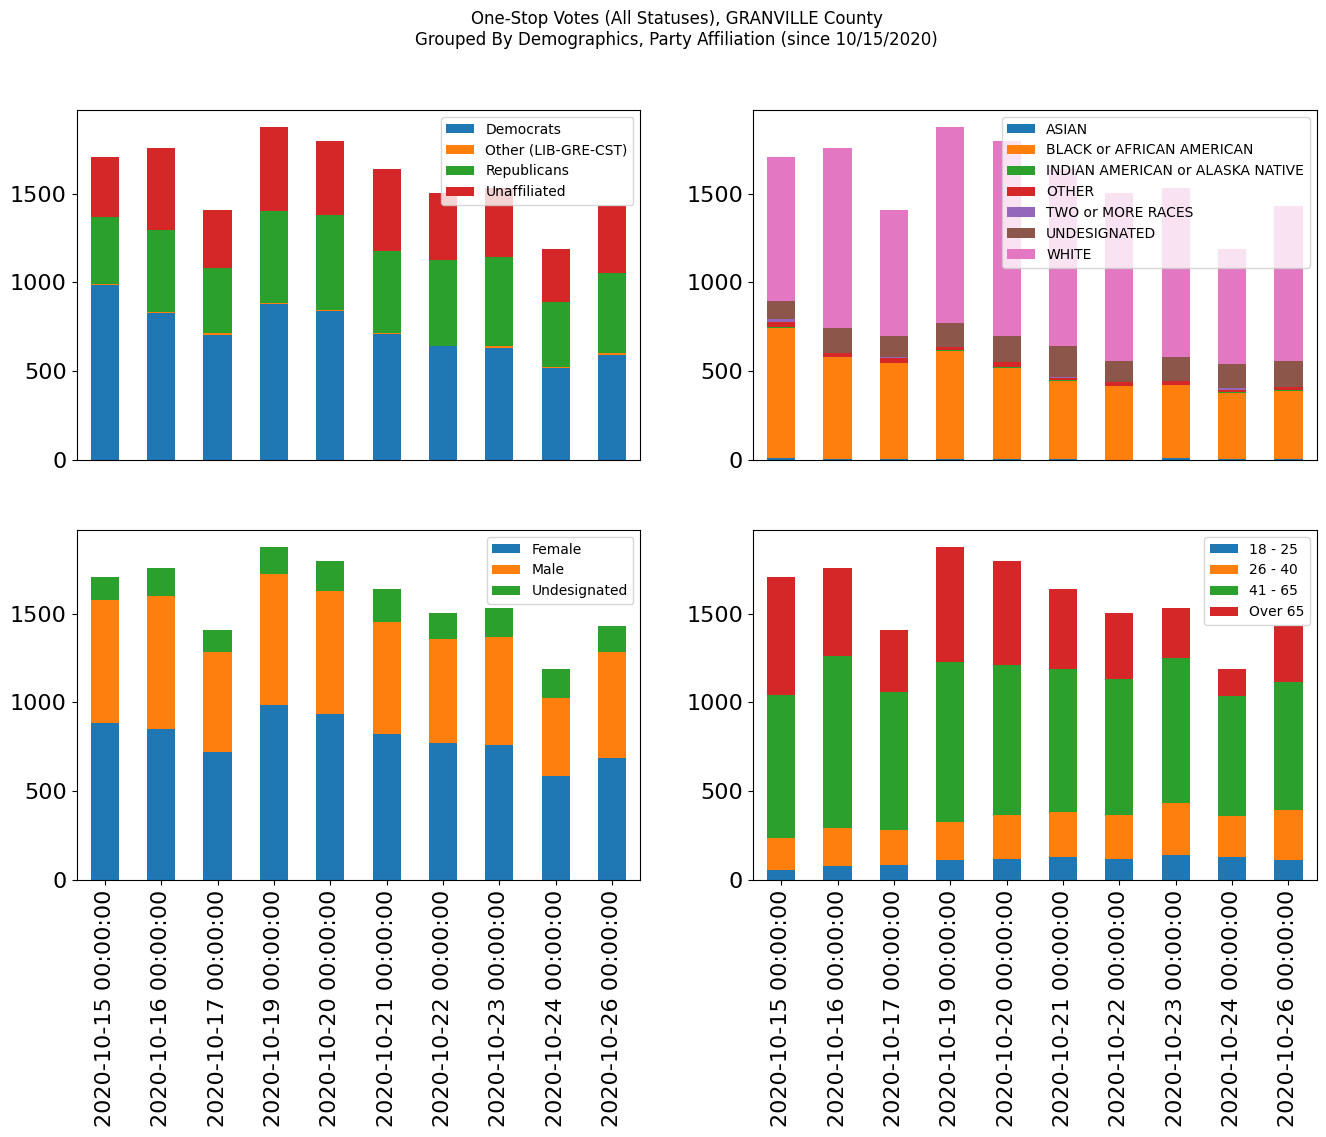 One-Stop Votes (All Statuses), GRANVILLE County
Grouped By Demographics, Party Affiliation (since 10/15/2020)
Democrats
Other (LIB-GRE-CST)
Republicans
Unaffiliated
1500
1000
500
0
ASIAN
BLACK or AFRICAN AMERICAN
INDIAN AMERICAN or ALASKA NATIVE
OTHER
TWO or MORE RACES
UNDESIGNATED
WHITE
1500
1000
500
0
Female
Male
Undesignated
1500
1000
500
0
2020-10-15 00:00:00
2020-10-16 00:00:00
2020-10-17 00:00:00
2020-10-19 00:00:00
2020-10-20 00:00:00
2020-10-21 00:00:00
2020-10-22 00:00:00
2020-10-23 00:00:00
2020-10-24 00:00:00
2020-10-26 00:00:00
18 - 25
26 - 40
41 - 65
Over 65
1500
1000
500
0
2020-10-15 00:00:00
2020-10-16 00:00:00
2020-10-17 00:00:00
2020-10-19 00:00:00
2020-10-20 00:00:00
2020-10-21 00:00:00
2020-10-22 00:00:00
2020-10-23 00:00:00
2020-10-24 00:00:00
2020-10-26 00:00:00